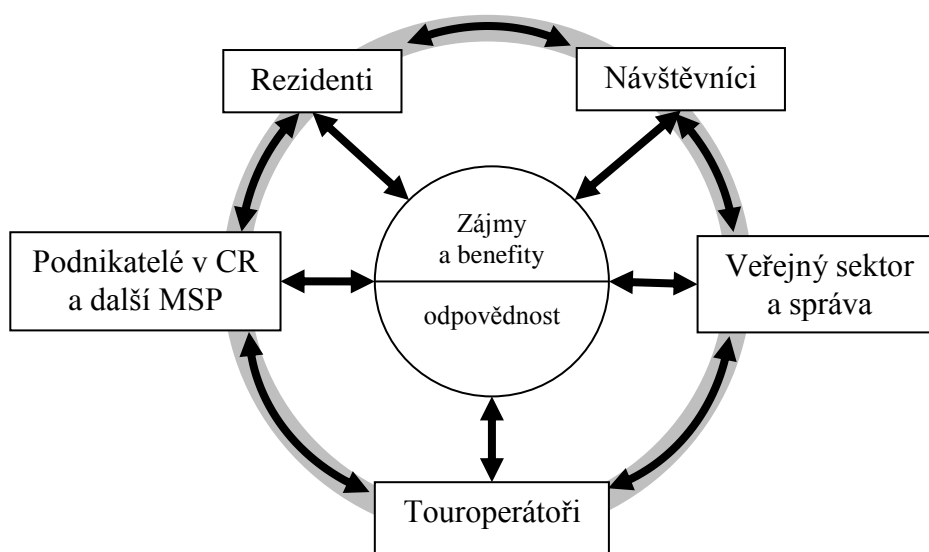 Rezidenti
Návštěvníci
Zájmy
a benefity
Podnikatelé v CR
a další MSP
Veřejný sektor
a správa
odpovědnost
Touroperátoři